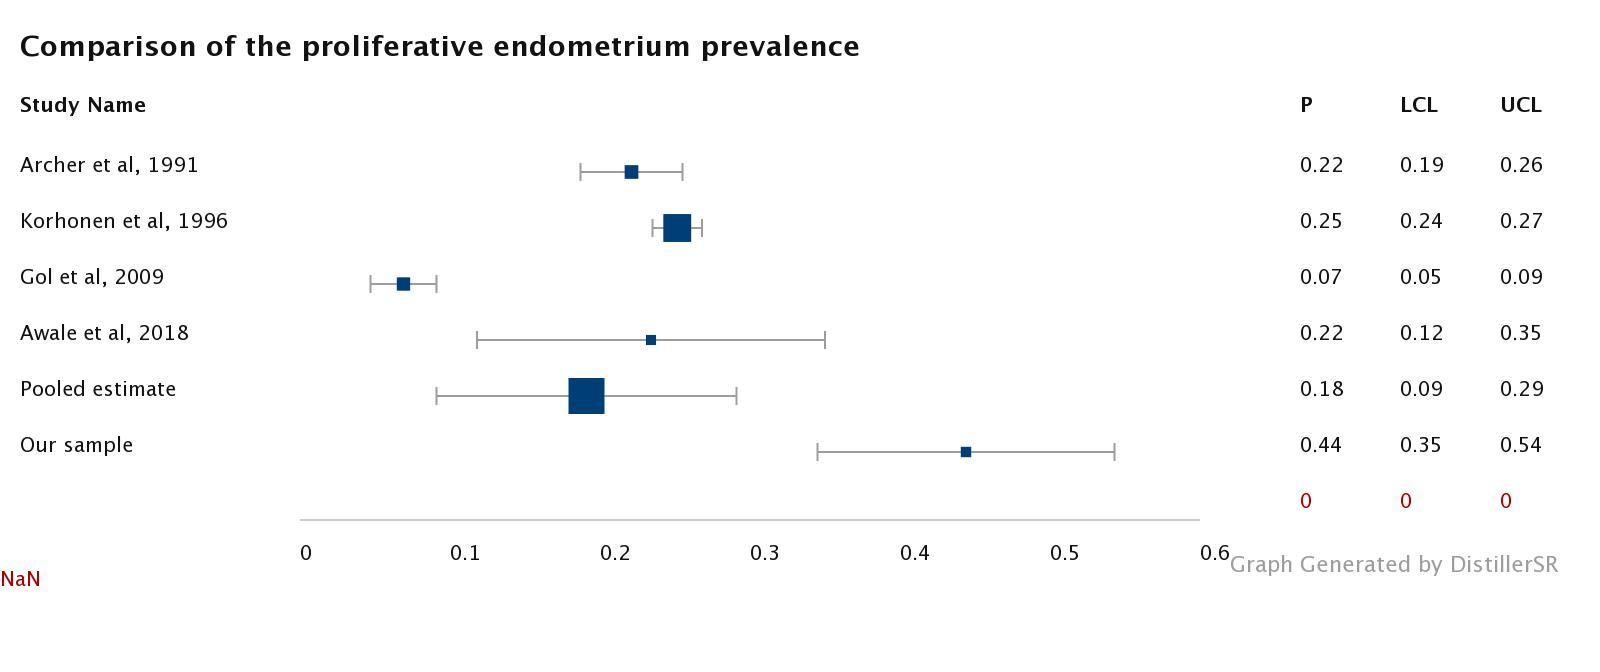 Comparison of the proliferative endometrium prevalence
Study Name P LCL UCL
Archer et al, 1991 0.22 0.19 0.26
Korhonen et al, 1996 0.25 0.24 0.27
Gol et al, 2009 0.07 0.05 0.09
Awale et al, 2018 0.22 0.12 0.35
Pooled estimate 0.18 0.09 0.29
Our sample 0.44 0.35 0.54
0 0 0
0 0.1 0.2 0.3 0.4 0.5 0.6
Graph Generated by DistillerSR
NaN